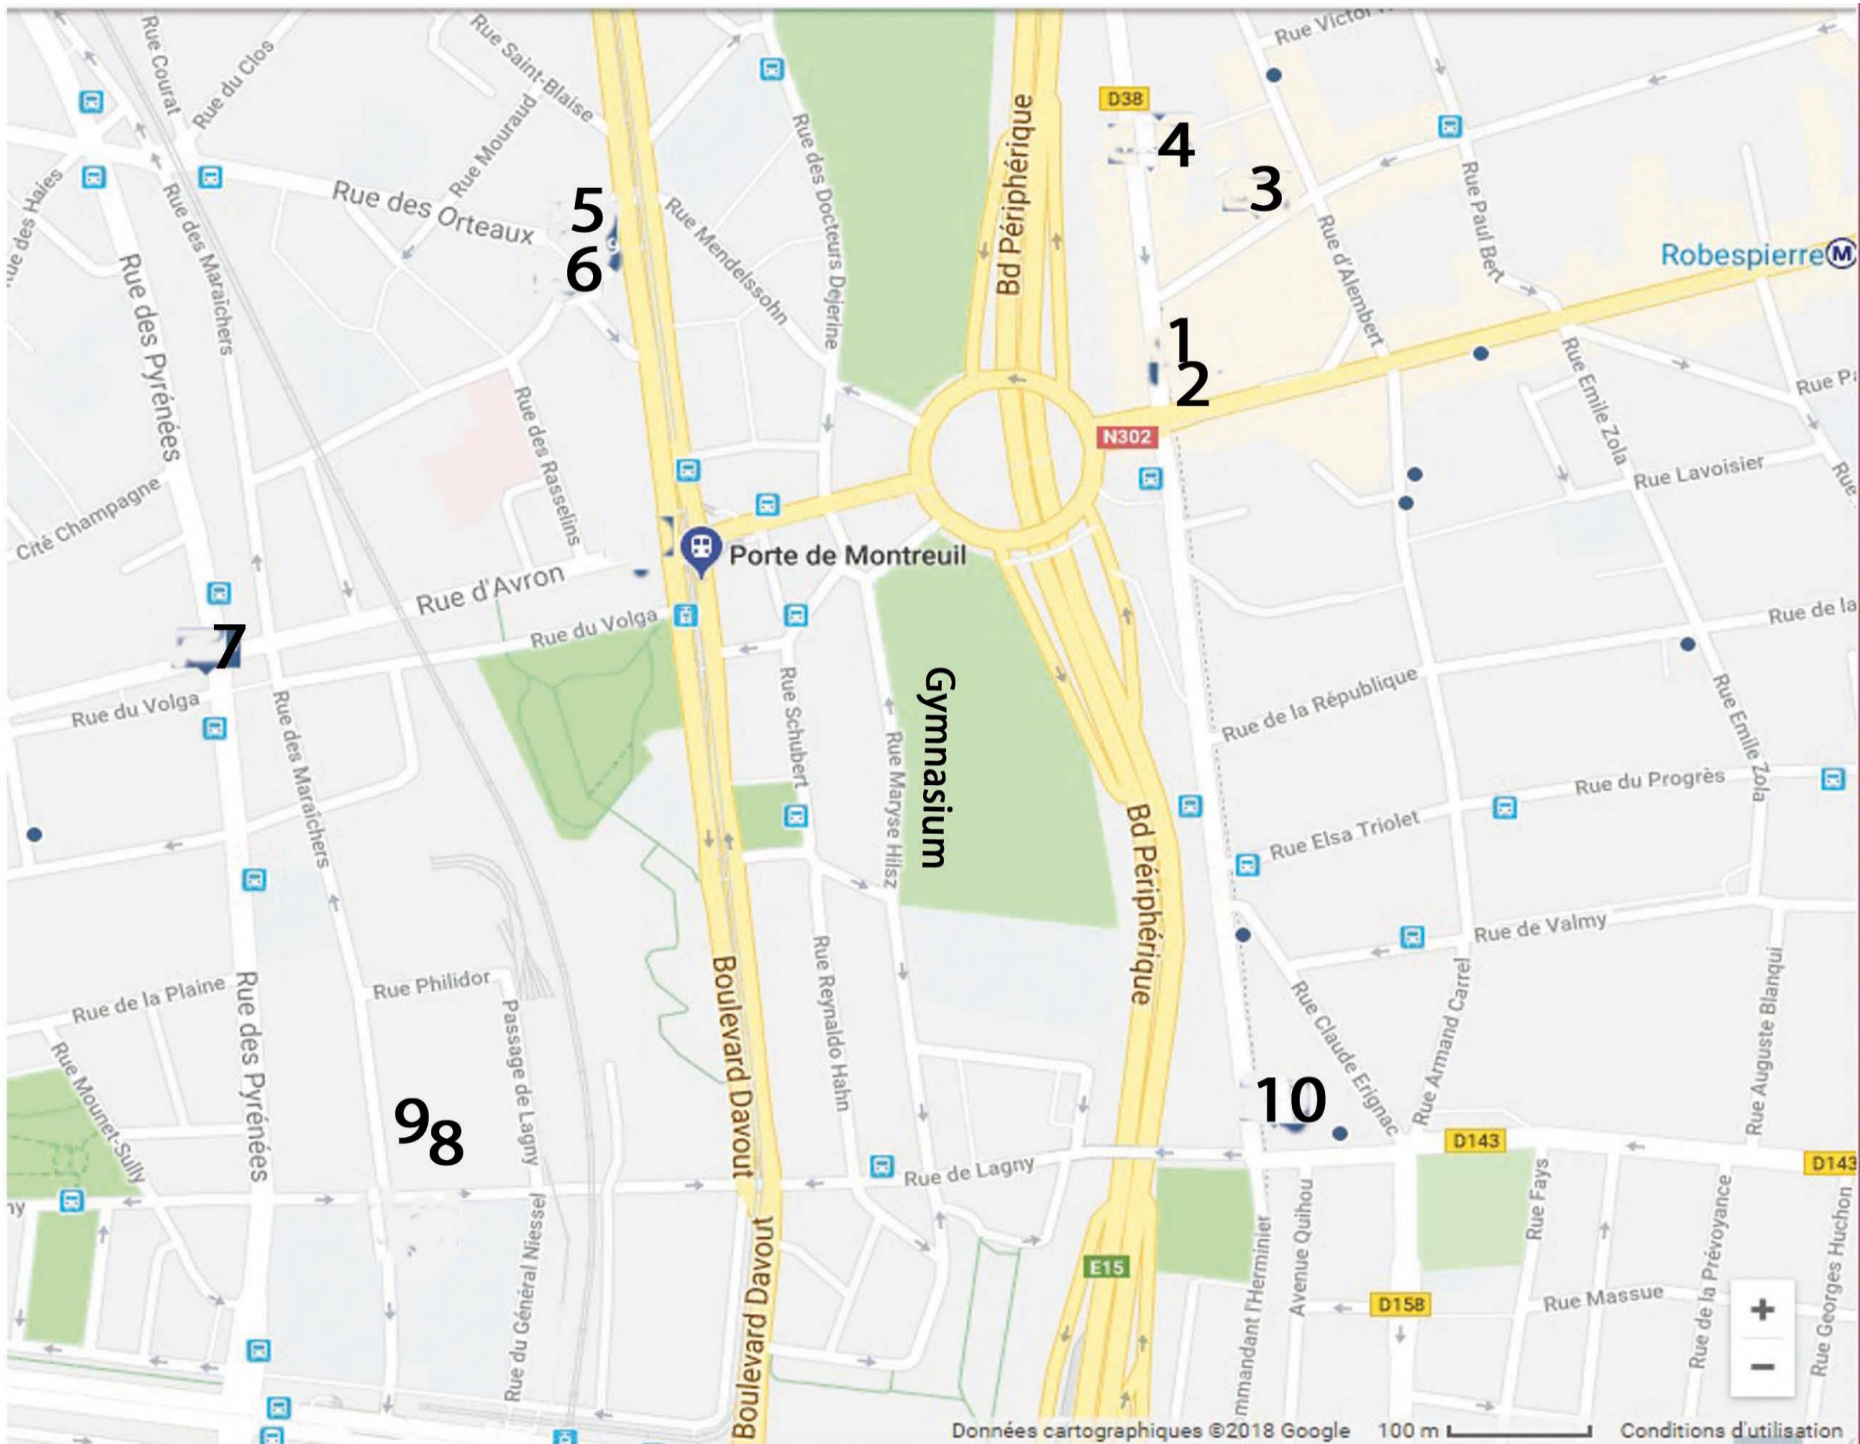 Rue Courat
Rue du Clos
Rue Saint-Blaise
Rue Mouraud
Rue des Haies
Rue des Maraîchers
Rue des Orteaux
5
6
Rue Mendelssohn
Rue des Docteurs Dejerine
Bd Périphérique
D38
4
3
Rue d'Alembert
Rue Paul Bert
Robespierre
M
Rue des Pyrénées
1
2
N302
Rue Emile Zola
Rue Lavoisier
Rue des Rasselins
Cité Champagne
Porte de Montreuil
Rue d'Avron
Rue du Volga
7
Rue du Volga
Rue des Maraîchers
Rue Schubert
Rue Maryse Hilsz
Gymnasium
Rue de la République
Rue de la
Rue Emile Zola
Rue du Progrès
Rue Elsa Triolet
Bd Périphérique
Rue de Valmy
Rue Philidor
Rue de la Plaine
Rue des Pyrénées
Passage de Lagny
Boulevard Davout
Rue Reynaldo Hahn
Rue Claude Erignac
Rue Armand Carrel
Rue Auguste Blanqui
Rue Mounet-Sully
98
10
D143
D143
Rue de Lagny
Rue du Général Niessel
Boulevard Davout
E15
mmandant l'Herminier
Avenue Quihou
D158
Rue Fays
Rue Massue
Rue de la Prévoyance
Rue Georges Huchon
+
−
Données cartographiques ©2018 Google 100 m Conditions d'utilisation